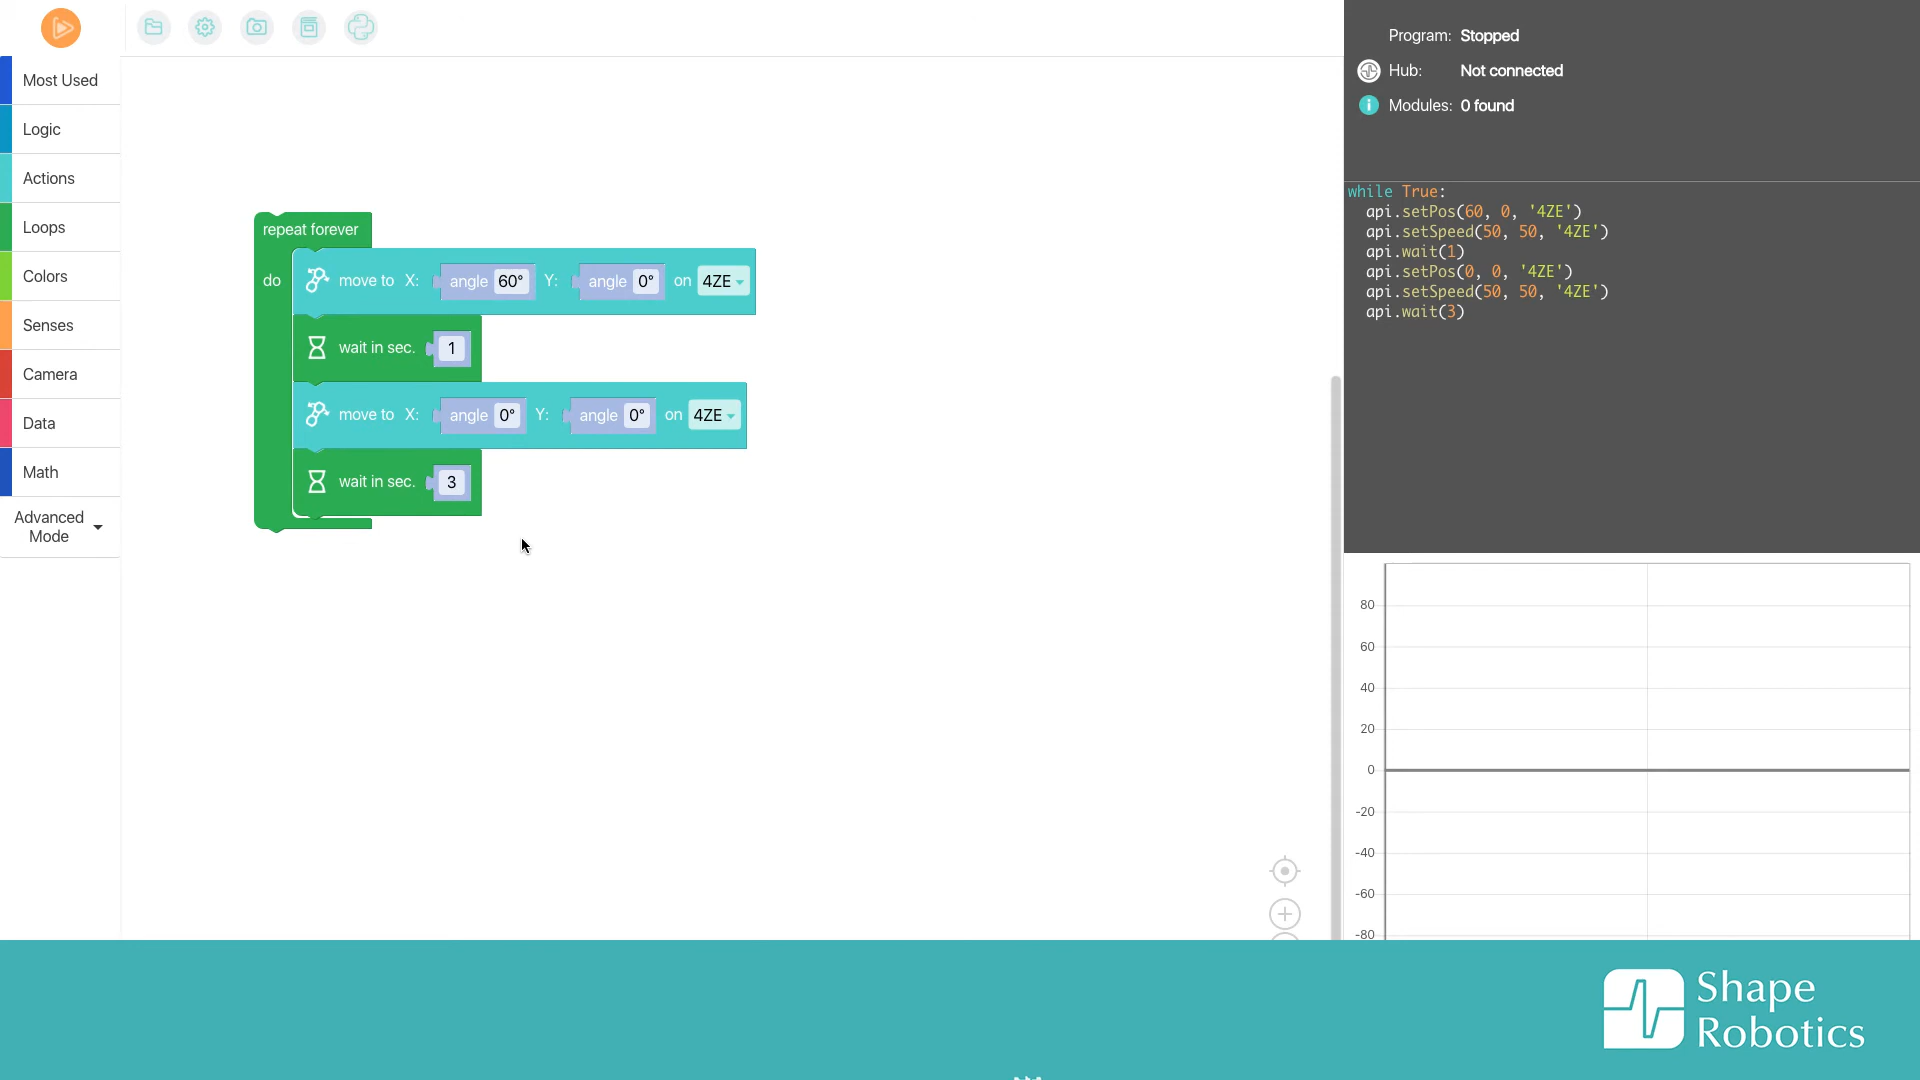 Most Used
Logic
Actions
Loops
Colors
Senses
Camera
Data
Math
Advanced
Mode
repeat forever
do move to X: angle 60° Y: angle 0° on 4ZE
wait in sec. 1
move to X: angle 0° Y: angle 0° on 4ZE
wait in sec. 3
Program: Stopped
Hub: Not connected
Modules: 0 found
while True:
api.setPos(60, 0, '4ZE')
api.setSpeed(50, 50, '4ZE')
api.wait(1)
api.setPos(0, 0, '4ZE')
api.setSpeed(50, 50, '4ZE')
api.wait(3)
80
60
40
20
0
-20
-40
-60
-80
Shape
Robotics